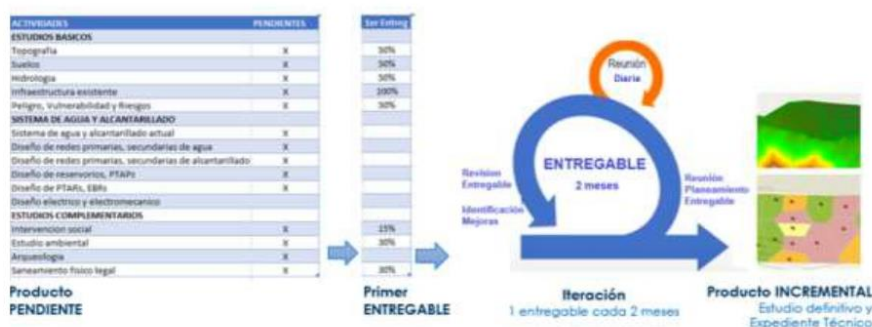 ACTIVIDADES PENDIENTES 1er Entreg
ESTUDIOS BASICOS
Topografia X 50%
Suelos X 50%
Hidrologia X 50%
Infraestructura existente X 100%
Peligro, Vulnerabilidad y Riesgos X 50%
SISTEMA DE AGUA Y ALCANTARILLADO
Sistema de agua y alcantarillado actual X
Diseño de redes primarias, secundarias de agua X
Diseño de redes primarias, secundarias de alcantarillado X
Diseño de reservorios, PTAPs X
Diseño de PTARs, EBRs X
Diseño electrico y electromecanico
ESTUDIOS COMPLEMENTARIOS
Intervencion social X 15%
Estudio ambiental X 30%
Arqueologia X
Saneamiento fisico legal X 30%
Reunión
Diaria
ENTREGABLE
2 meses
Revision
Entregable
Identificación
Mejoras
Reunión
Planeamiento
Entregable
Producto
PENDIENTE
Primer
ENTREGABLE
Iteración
1 entregable cada 2 meses
Producto INCREMENTAL
Estudio definitivo y
Expediente Técnico